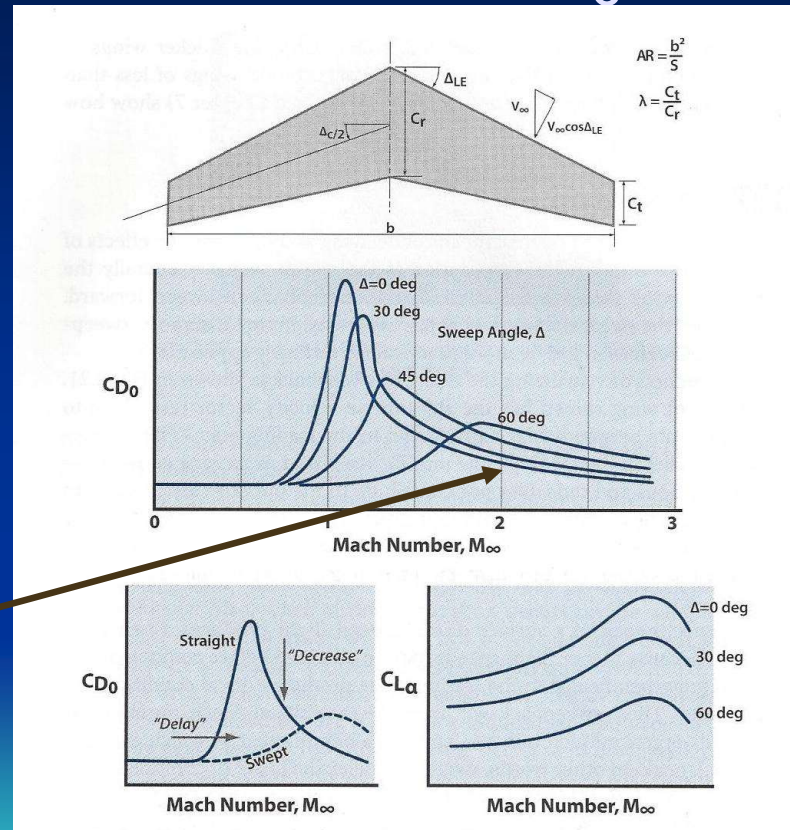 AR = b²/S
λ = Ct/Cr
Δ LE
Cr
Δc/2
V∞
V∞cosΔLE
Ct
b
Δ=0 deg
30 deg
Sweep Angle, Δ
45 deg
60 deg
CD0
0 1 2 3
Mach Number, M∞
Straight
"Decrease"
CD0
"Delay"
Swept
Mach Number, M∞
Δ=0 deg
30 deg
CLα
60 deg
Mach Number, M∞